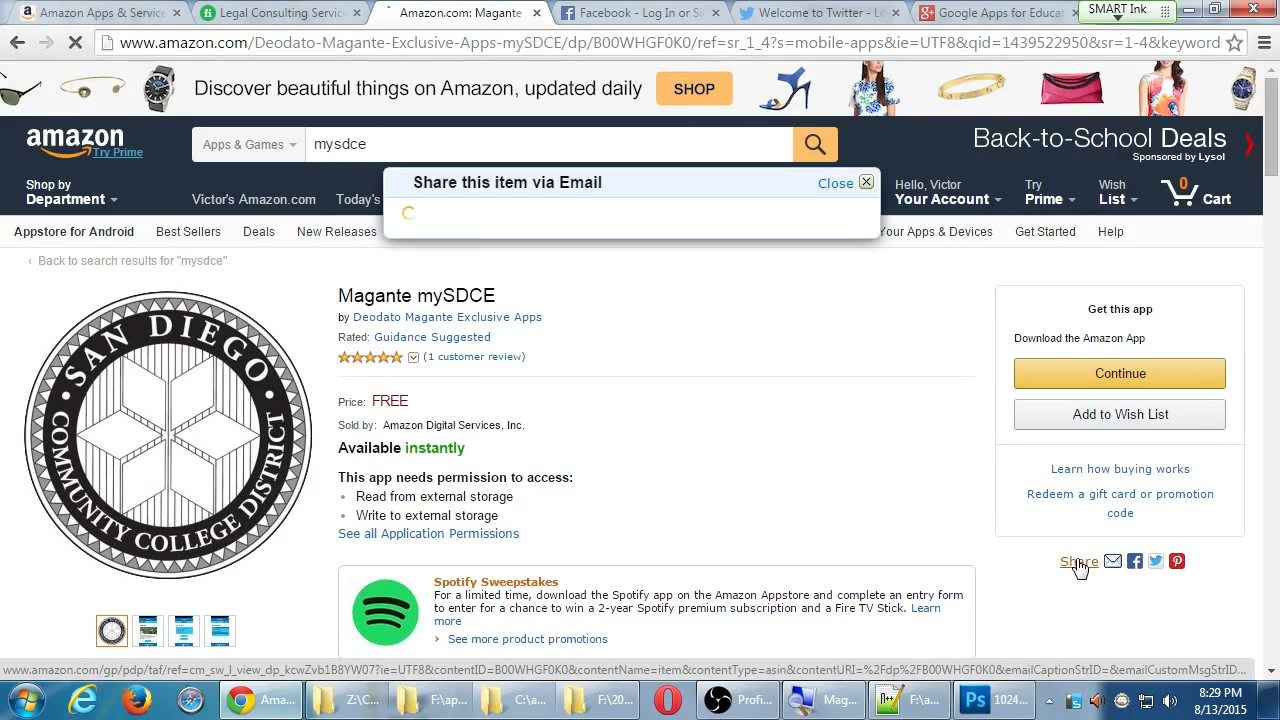 Amazon Apps & Service
Legal Consulting Service
Amazon.com: Magante
Facebook - Log In or Si
Welcome to Twitter - Lo
Google Apps for Educat
SMART Ink
www.amazon.com/Deodato-Magante-Exclusive-Apps-mySDCE/dp/B00WHGF0K0/ref=sr_1_4?s=mobile-apps&ie=UTF8&qid=1439522950&sr=1-4&keyword
Discover beautiful things on Amazon, updated daily
SHOP
amazon
Try Prime
Apps & Games
mysdce
Back-to-School Deals
Sponsored by Lysol
Share this item via Email
Close
Shop by
Department
Victor's Amazon.com
Today's
Hello, Victor
Your Account
Try
Prime
Wish
List
0
Cart
Appstore for Android
Best Sellers
Deals
New Releases
Your Apps & Devices
Get Started
Help
‹ Back to search results for "mysdce"
SAN DIEGO
COMMUNITY COLLEGE DISTRICT
Magante mySDCE
by Deodato Magante Exclusive Apps
Rated: Guidance Suggested
(1 customer review)
Price: FREE
Sold by: Amazon Digital Services, Inc.
Available instantly
This app needs permission to access:
• Read from external storage
• Write to external storage
See all Application Permissions
Get this app
Download the Amazon App
Continue
Add to Wish List
Learn how buying works
Redeem a gift card or promotion
code
Share
Spotify Sweepstakes
For a limited time, download the Spotify app on the Amazon Appstore and complete an entry form
to enter for a chance to win a 2-year Spotify premium subscription and a Fire TV Stick. Learn
more
› See more product promotions
www.amazon.com/gp/pdp/taf/ref=cm_sw_l_view_dp_kcwZvb1B8YW07?ie=UTF8&contentID=B00WHGF0K0&contentName=item&contentType=asin&contentURI=%2Fdp%2FB00WHGF0K0&emailCaptionStrID=&emailCustomMsgStrID...
Ama...
Z:\C...
F:\ap...
C:\a...
F:\20...
Profi...
Mag...
F:\a...
Ps
1024...
8:29 PM
8/13/2015